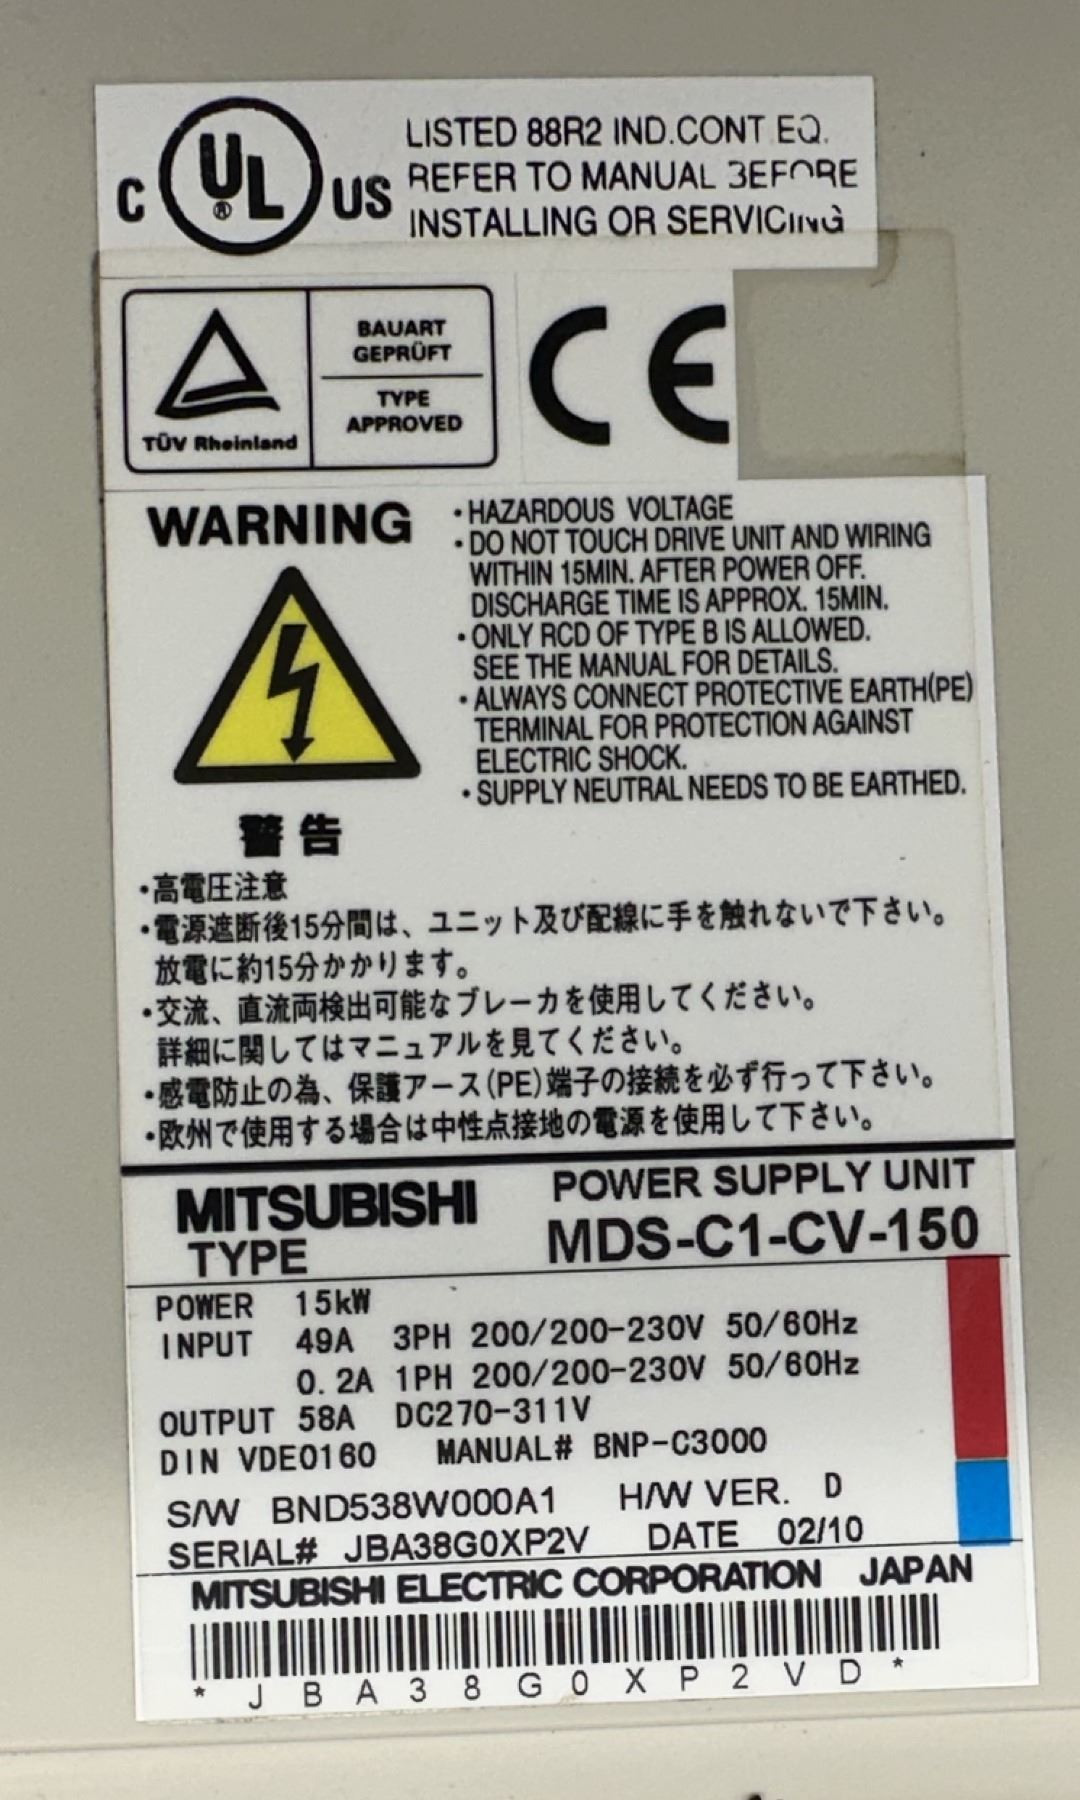 C UL ® US
LISTED 88R2 IND.CONT EQ.
REFER TO MANUAL BEFORE
INSTALLING OR SERVICING
TÜV Rheinland
BAUART
GEPRÜFT
TYPE
APPROVED
CE
WARNING
・HAZARDOUS VOLTAGE
・DO NOT TOUCH DRIVE UNIT AND WIRING
WITHIN 15MIN. AFTER POWER OFF.
DISCHARGE TIME IS APPROX. 15MIN.
・ONLY RCD OF TYPE B IS ALLOWED.
SEE THE MANUAL FOR DETAILS.
・ALWAYS CONNECT PROTECTIVE EARTH(PE)
TERMINAL FOR PROTECTION AGAINST
ELECTRIC SHOCK.
・SUPPLY NEUTRAL NEEDS TO BE EARTHED.
警告
・高電圧注意
・電源遮断後15分間は、ユニット及び配線に手を触れないで下さい。
放電に約15分かかります。
・交流、直流両検出可能なブレーカを使用してください。
詳細に関してはマニュアルを見てください。
・感電防止の為、保護アース(PE)端子の接続を必ず行って下さい。
・欧州で使用する場合は中性点接地の電源を使用して下さい。
MITSUBISHI POWER SUPPLY UNIT
TYPE MDS-C1-CV-150
POWER 15kW
INPUT 49A 3PH 200/200-230V 50/60Hz
0.2A 1PH 200/200-230V 50/60Hz
OUTPUT 58A DC270-311V
DIN VDE0160 MANUAL# BNP-C3000
S/W BND538W000A1 H/W VER. D
SERIAL# JBA38G0XP2V DATE 02/10
MITSUBISHI ELECTRIC CORPORATION JAPAN
* J B A 3 8 G 0 X P 2 V D *